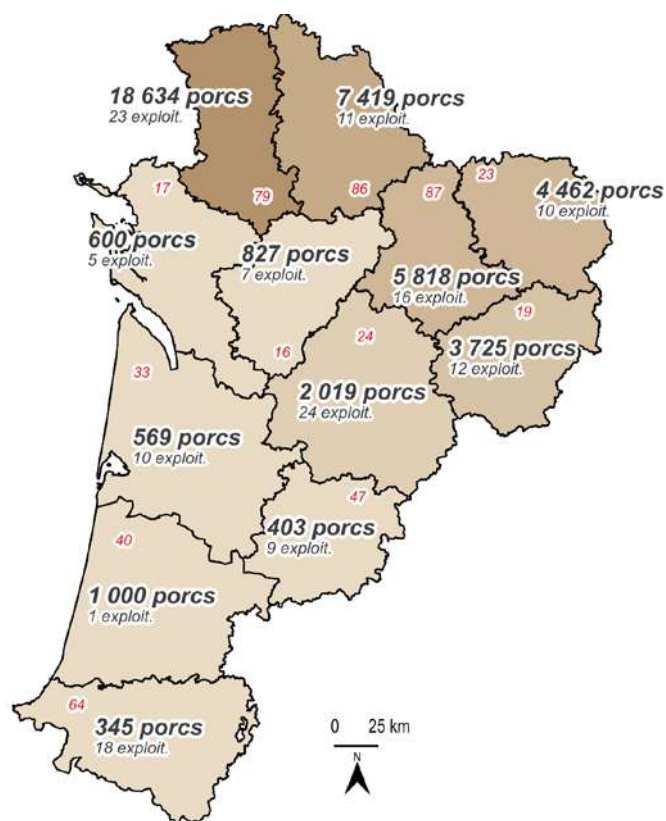 18 634 porcs
23 exploit.
7 419 porcs
11 exploit.
17
79
86
87
23
4 462 porcs
10 exploit.
600 porcs
5 exploit.
827 porcs
7 exploit.
5 818 porcs
16 exploit.
16
24
19
3 725 porcs
12 exploit.
33
2 019 porcs
24 exploit.
569 porcs
10 exploit.
47
403 porcs
9 exploit.
40
1 000 porcs
1 exploit.
64
345 porcs
18 exploit.
0 25 km
N